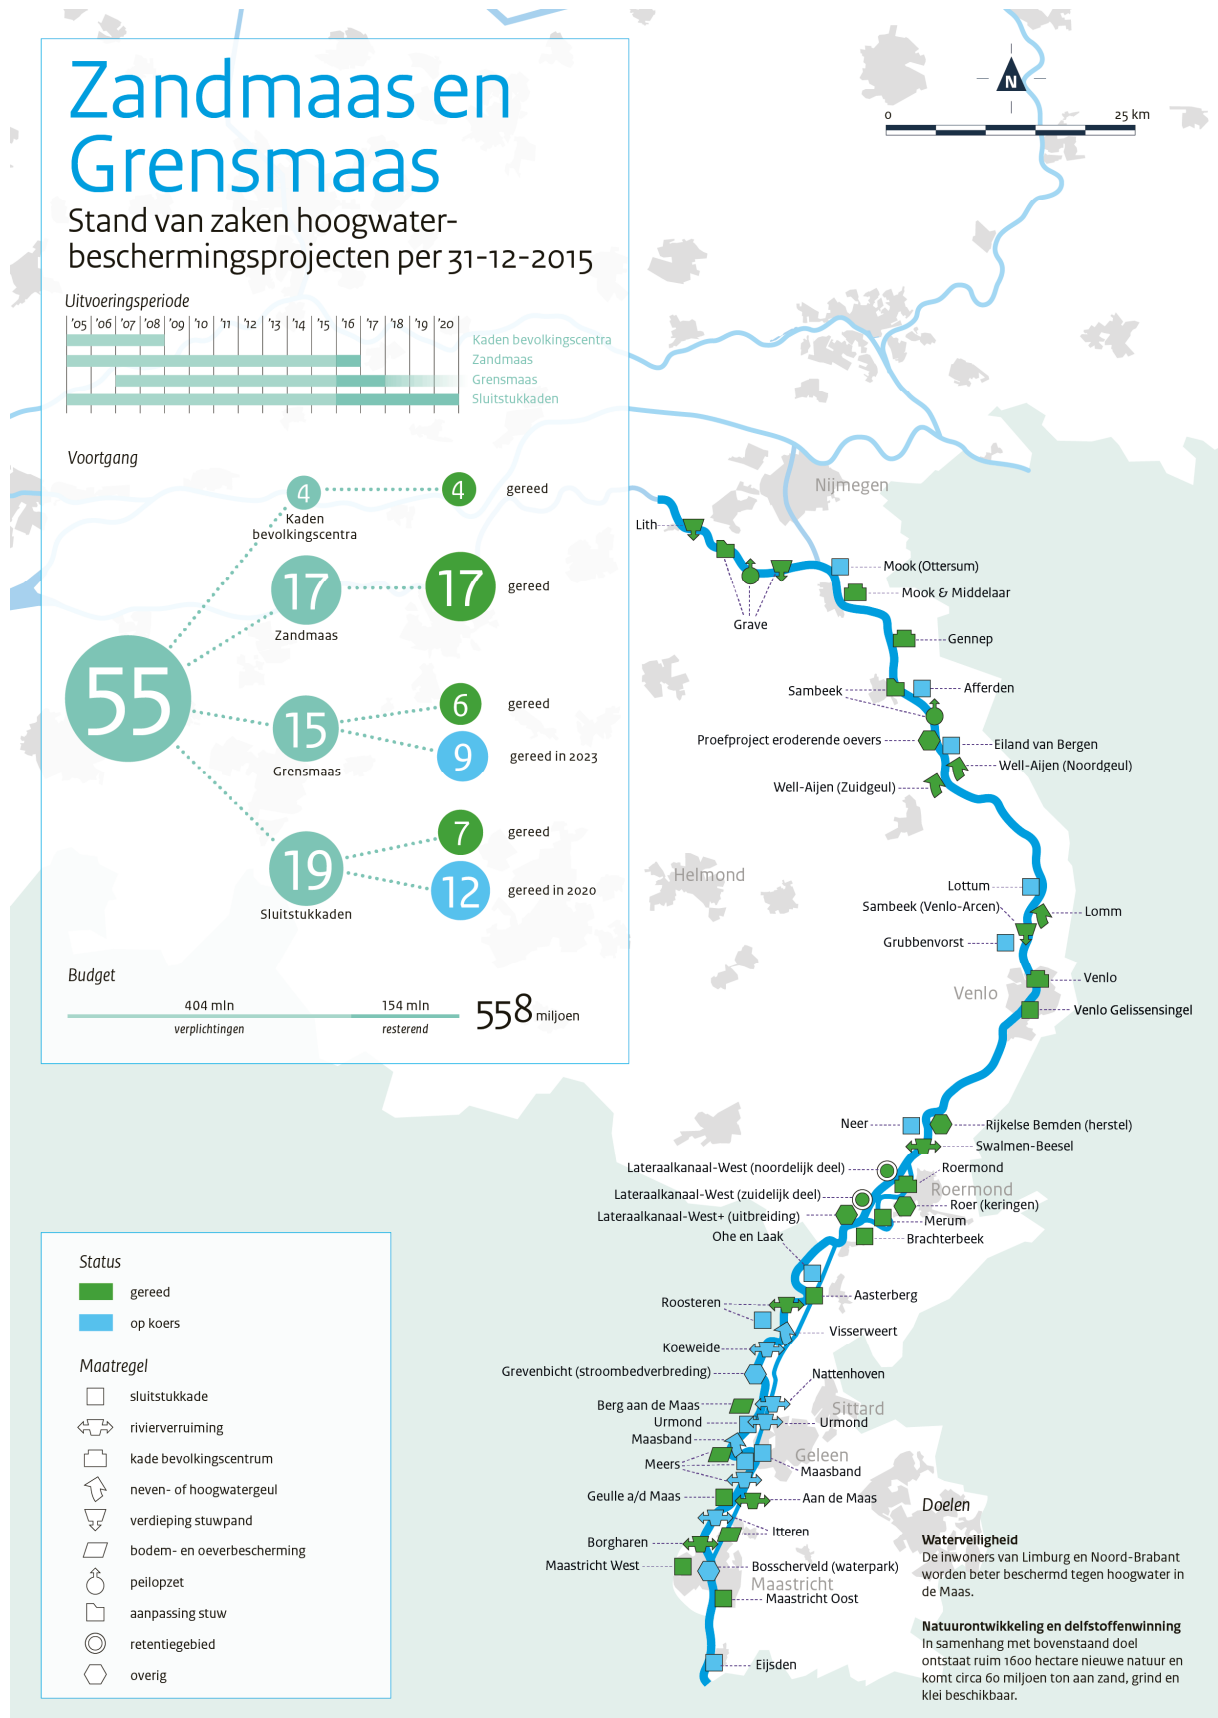 Zandmaas en
Grensmaas
Stand van zaken hoogwater-
beschermingsprojecten per 31-12-2015
Uitvoeringsperiode
'05 '06 '07 '08 '09 '10 '11 '12 '13 '14 '15 '16 '17 '18 '19 '20
Kaden bevolkingscentra
Zandmaas
Grensmaas
Sluitstukkaden
Voortgang
55
4
Kaden
bevolkingscentra
4
gereed
17
Zandmaas
17
gereed
15
Grensmaas
6
gereed
9
gereed in 2023
19
Sluitstukkaden
7
gereed
12
gereed in 2020
Budget
404 mln
verplichtingen
154 mln
resterend
558 miljoen
N
0
25 km
Nijmegen
Lith
Mook (Ottersum)
Mook & Middelaar
Grave
Gennep
Sambeek
Afferden
Proefproject eroderende oevers
Eiland van Bergen
Well-Aijen (Noordgeul)
Well-Aijen (Zuidgeul)
Helmond
Lottum
Sambeek (Venlo-Arcen)
Lomm
Grubbenvorst
Venlo
Venlo
Venlo Gelissensingel
Neer
Rijkelse Bemden (herstel)
Swalmen-Beesel
Lateraalkanaal-West (noordelijk deel)
Roermond
Roermond
Lateraalkanaal-West (zuidelijk deel)
Roer (keringen)
Lateraalkanaal-West+ (uitbreiding)
Merum
Ohe en Laak
Brachterbeek
Aasterberg
Roosteren
Visserweert
Koeweide
Grevenbicht (stroombedverbreding)
Nattenhoven
Berg aan de Maas
Sittard
Urmond
Urmond
Maasband
Geleen
Meers
Maasband
Geulle a/d Maas
Aan de Maas
Itteren
Borgharen
Maastricht West
Bosscherveld (waterpark)
Maastricht
Maastricht Oost
Eijsden
Status
gereed
op koers
Maatregel
sluitstukkade
rivierverruiming
kade bevolkingscentrum
neven- of hoogwatergeul
verdieping stuwpand
bodem- en oeverbescherming
peilopzet
aanpassing stuw
retentiegebied
overig
Doelen
Waterveiligheid
De inwoners van Limburg en Noord-Brabant
worden beter beschermd tegen hoogwater in
de Maas.
Natuurontwikkeling en delfstoffenwinning
In samenhang met bovenstaand doel
ontstaat ruim 1600 hectare nieuwe natuur en
komt circa 60 miljoen ton aan zand, grind en
klei beschikbaar.